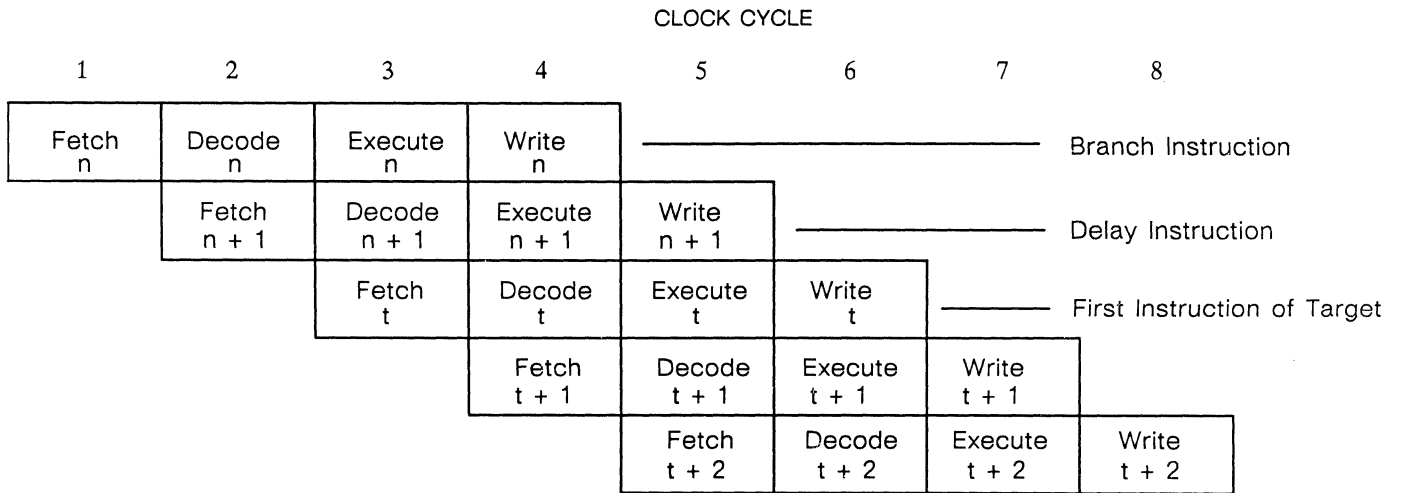 CLOCK CYCLE
1 2 3 4 5 6 7 8
Fetch Decode Execute Write
n n n n
Branch Instruction
Fetch Decode Execute Write
n + 1 n + 1 n + 1 n + 1
Delay Instruction
Fetch Decode Execute Write
t t t t
First Instruction of Target
Fetch Decode Execute Write
t + 1 t + 1 t + 1 t + 1
Fetch Decode Execute Write
t + 2 t + 2 t + 2 t + 2